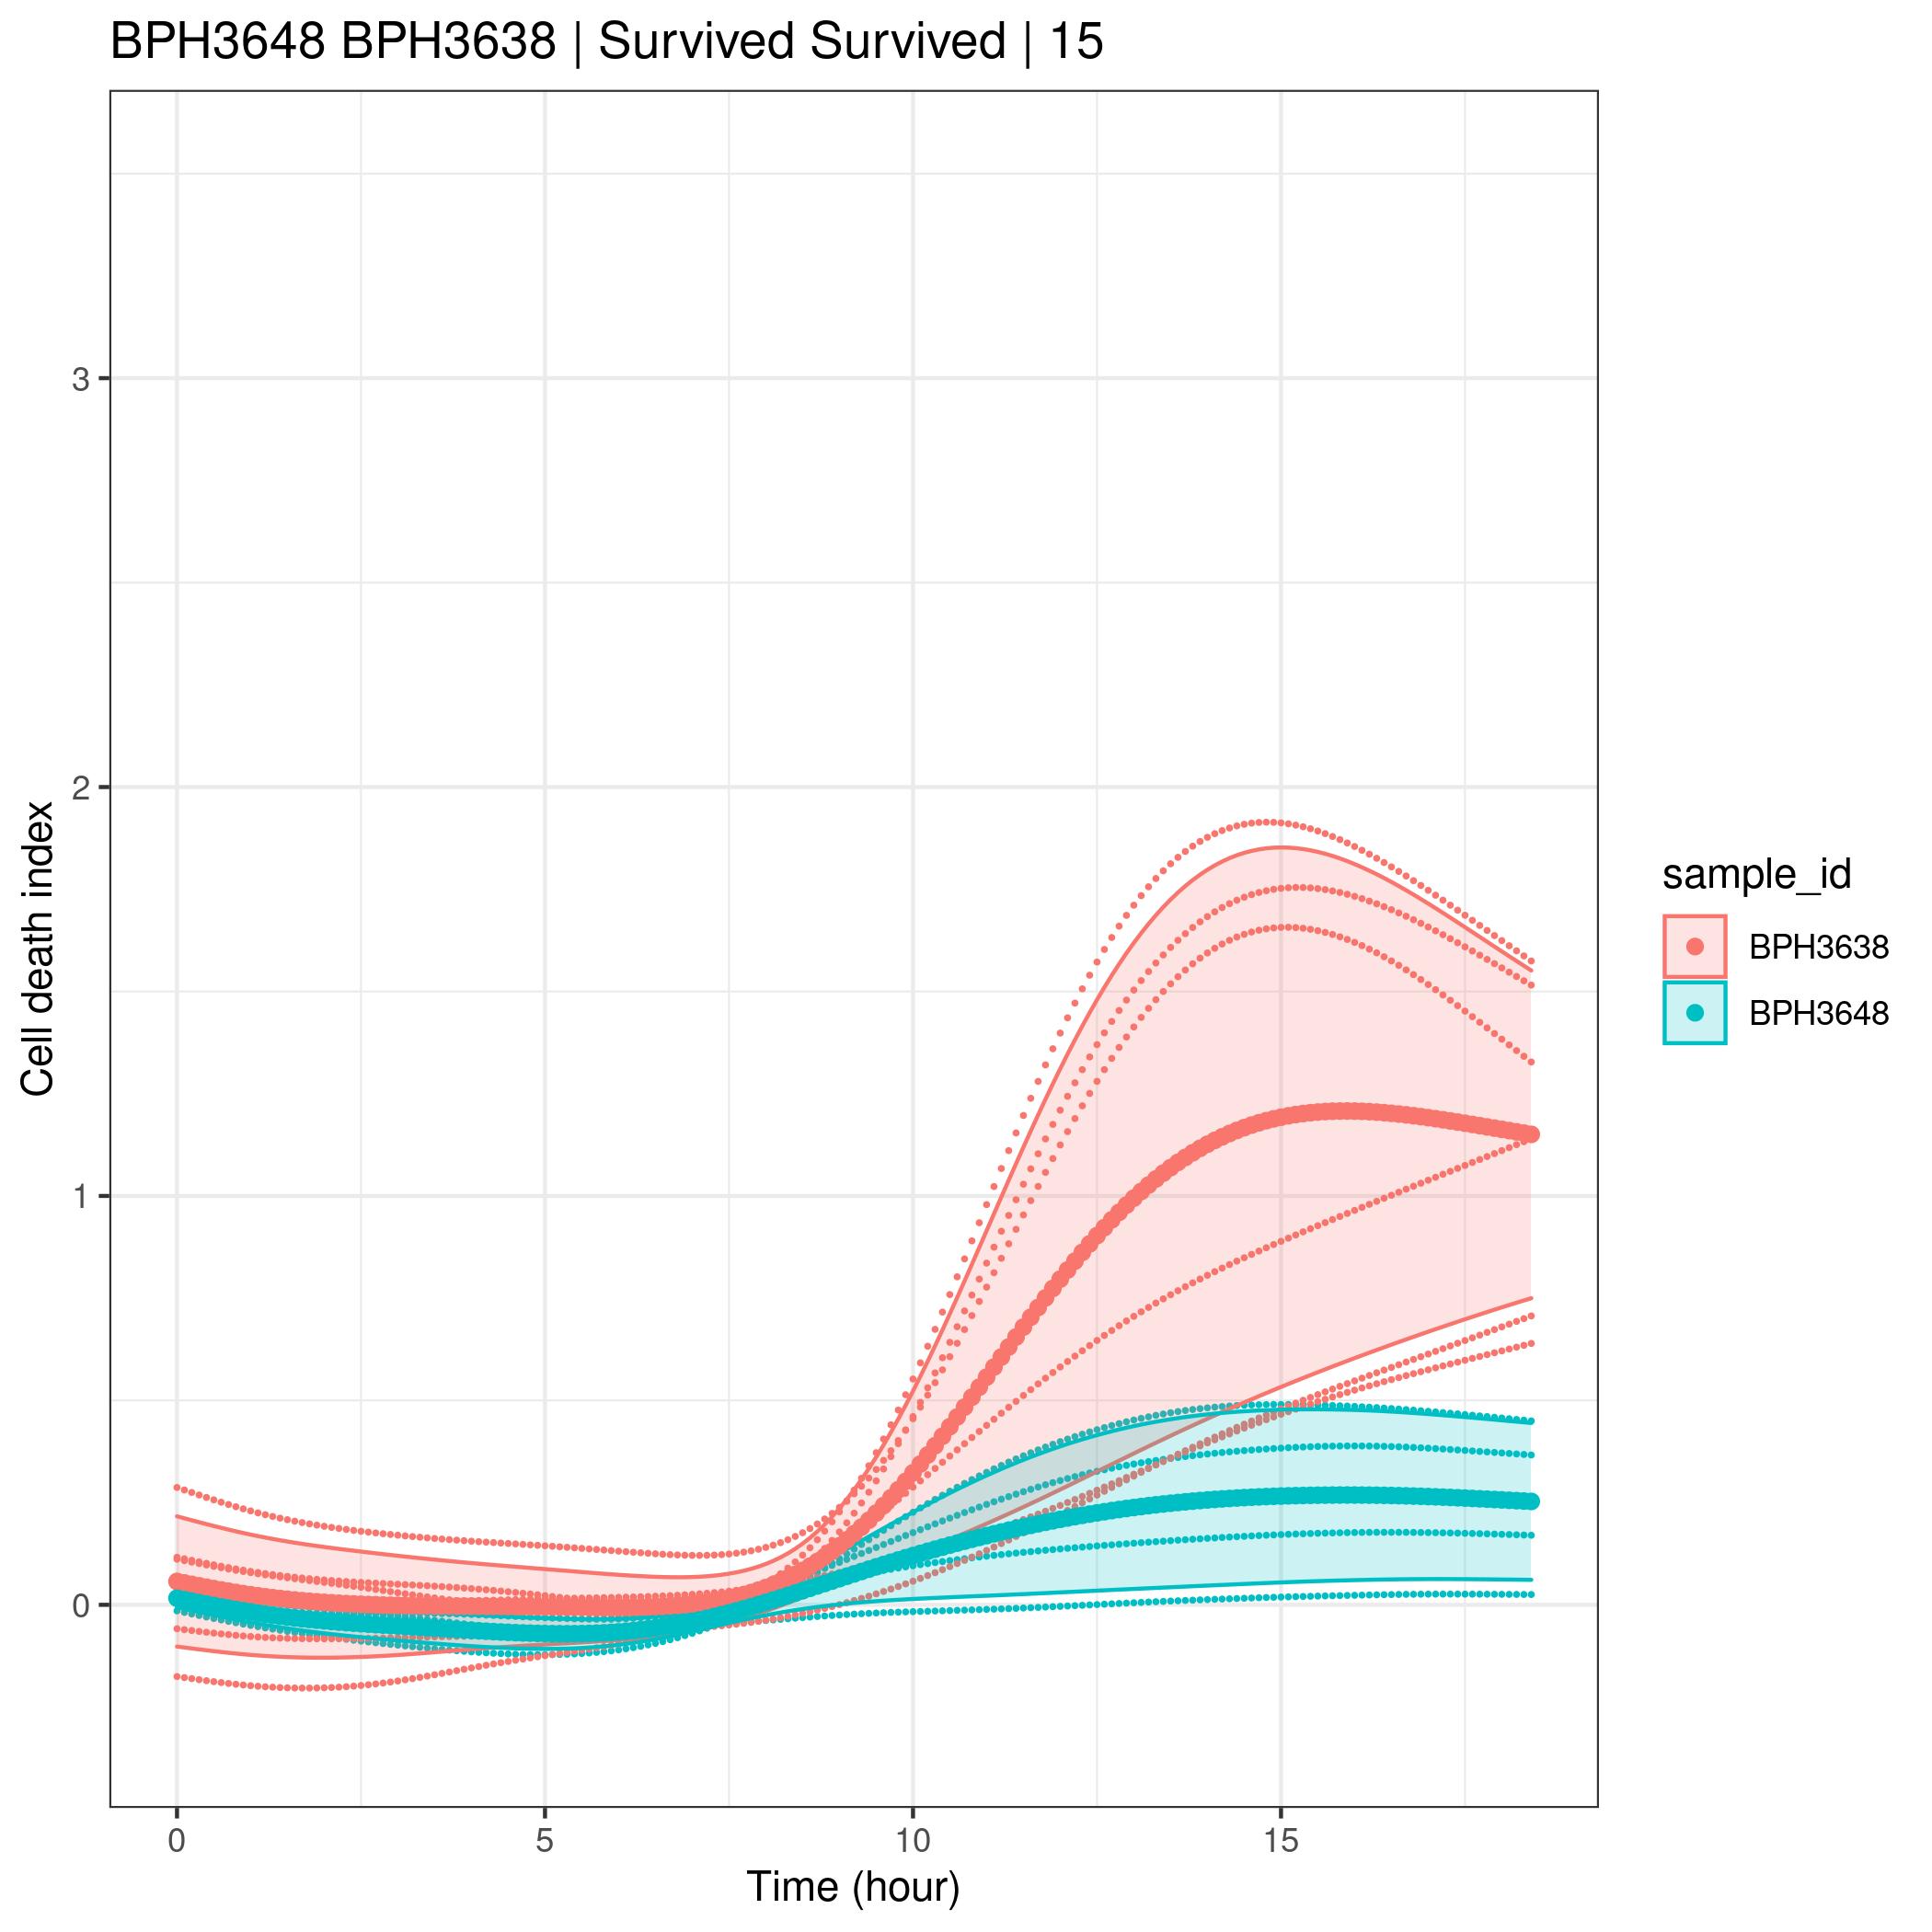 BPH3648 BPH3638 | Survived Survived | 15
Cell death index
3
2
1
0
0 5 10 15
Time (hour)
sample_id
BPH3638
BPH3648